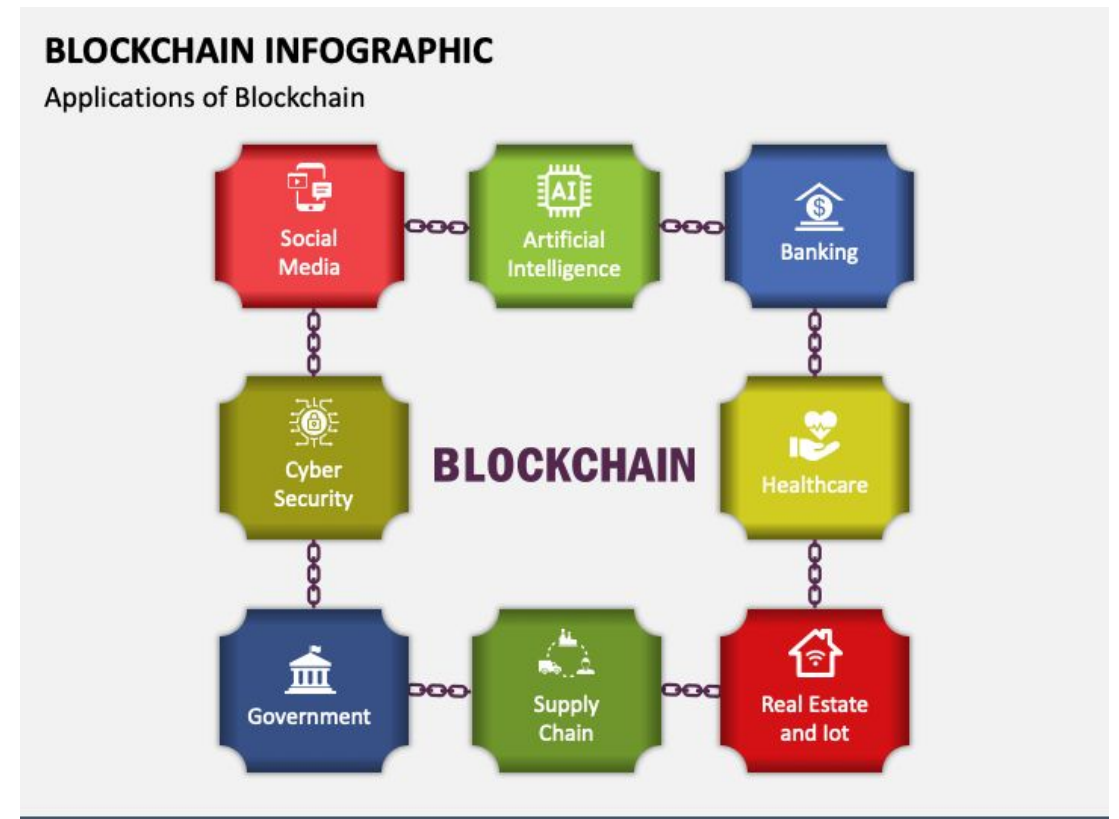 BLOCKCHAIN INFOGRAPHIC
Applications of Blockchain
Social
Media
AI
Artificial
Intelligence
$
Banking
Cyber
Security
BLOCKCHAIN
Healthcare
Government
Supply
Chain
Real Estate
and Iot